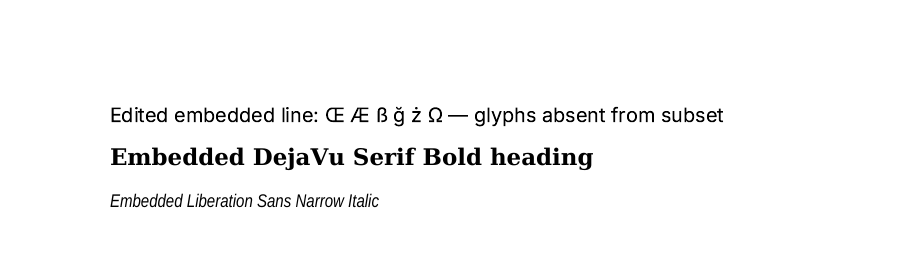 Edited embedded line: Œ Æ ß ğ ż Ω — glyphs absent from subset
Embedded DejaVu Serif Bold heading
Embedded Liberation Sans Narrow Italic